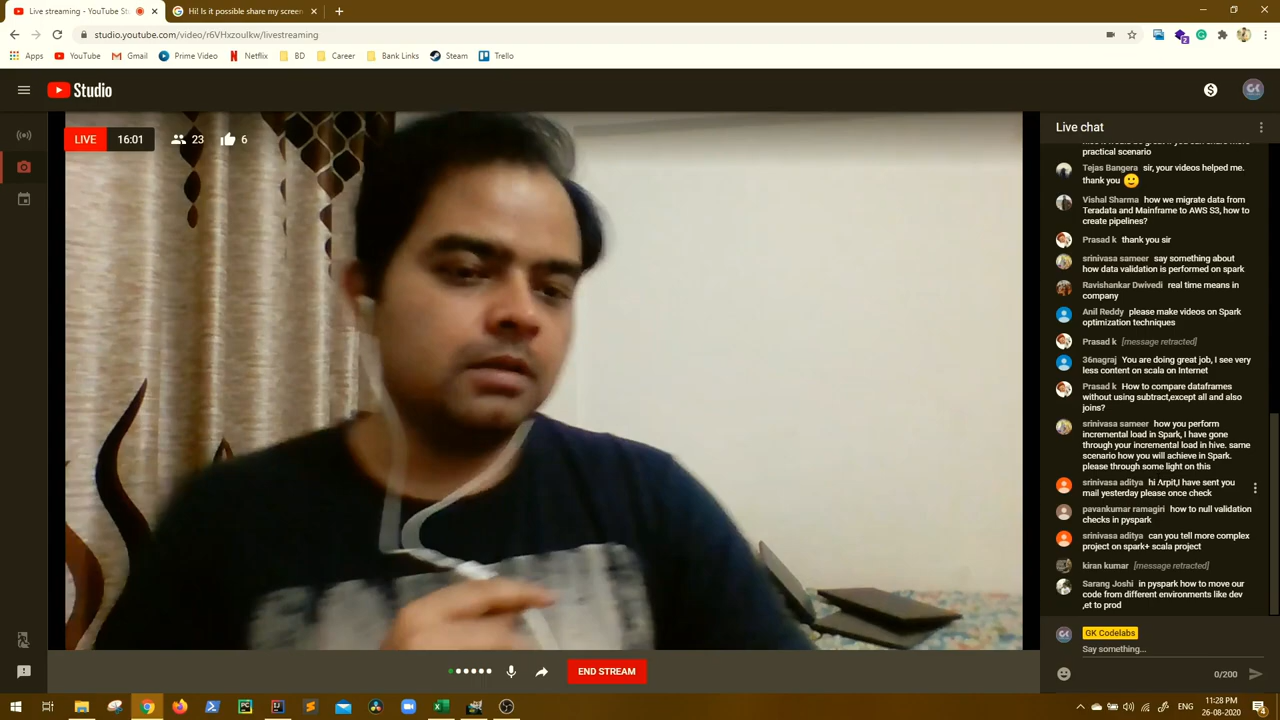 Live streaming - YouTube St
Hi! Is it possible share my screen
studio.youtube.com/video/r6VHxzouIkw/livestreaming
Apps
YouTube
Gmail
Prime Video
Netflix
BD
Career
Bank Links
Steam
Trello
Studio
LIVE
16:01
23
6
END STREAM
Live chat
practical scenario
Tejas Bangera sir, your videos helped me.
thank you
Vishal Sharma how we migrate data from
Teradata and Mainframe to AWS S3, how to
create pipelines?
Prasad k thank you sir
srinivasa sameer say something about
how data validation is performed on spark
Ravishankar Dwivedi real time means in
company
Anil Reddy please make videos on Spark
optimization techniques
Prasad k [message retracted]
36nagraj You are doing great job, I see very
less content on scala on Internet
Prasad k How to compare dataframes
without using subtract,except all and also
joins?
srinivasa sameer how you perform
incremental load in Spark, I have gone
through your incremental load in hive. same
scenario how you will achieve in Spark.
please through some light on this
srinivasa aditya hi Arpit,I have sent you
mail yesterday please once check
pavankumar ramagiri how to null validation
checks in pyspark
srinivasa aditya can you tell more complex
project on spark+ scala project
kiran kumar [message retracted]
Sarang Joshi in pyspark how to move our
code from different environments like dev
,et to prod
GK Codelabs
Say something...
0/200
ENG
11:28 PM
26-08-2020